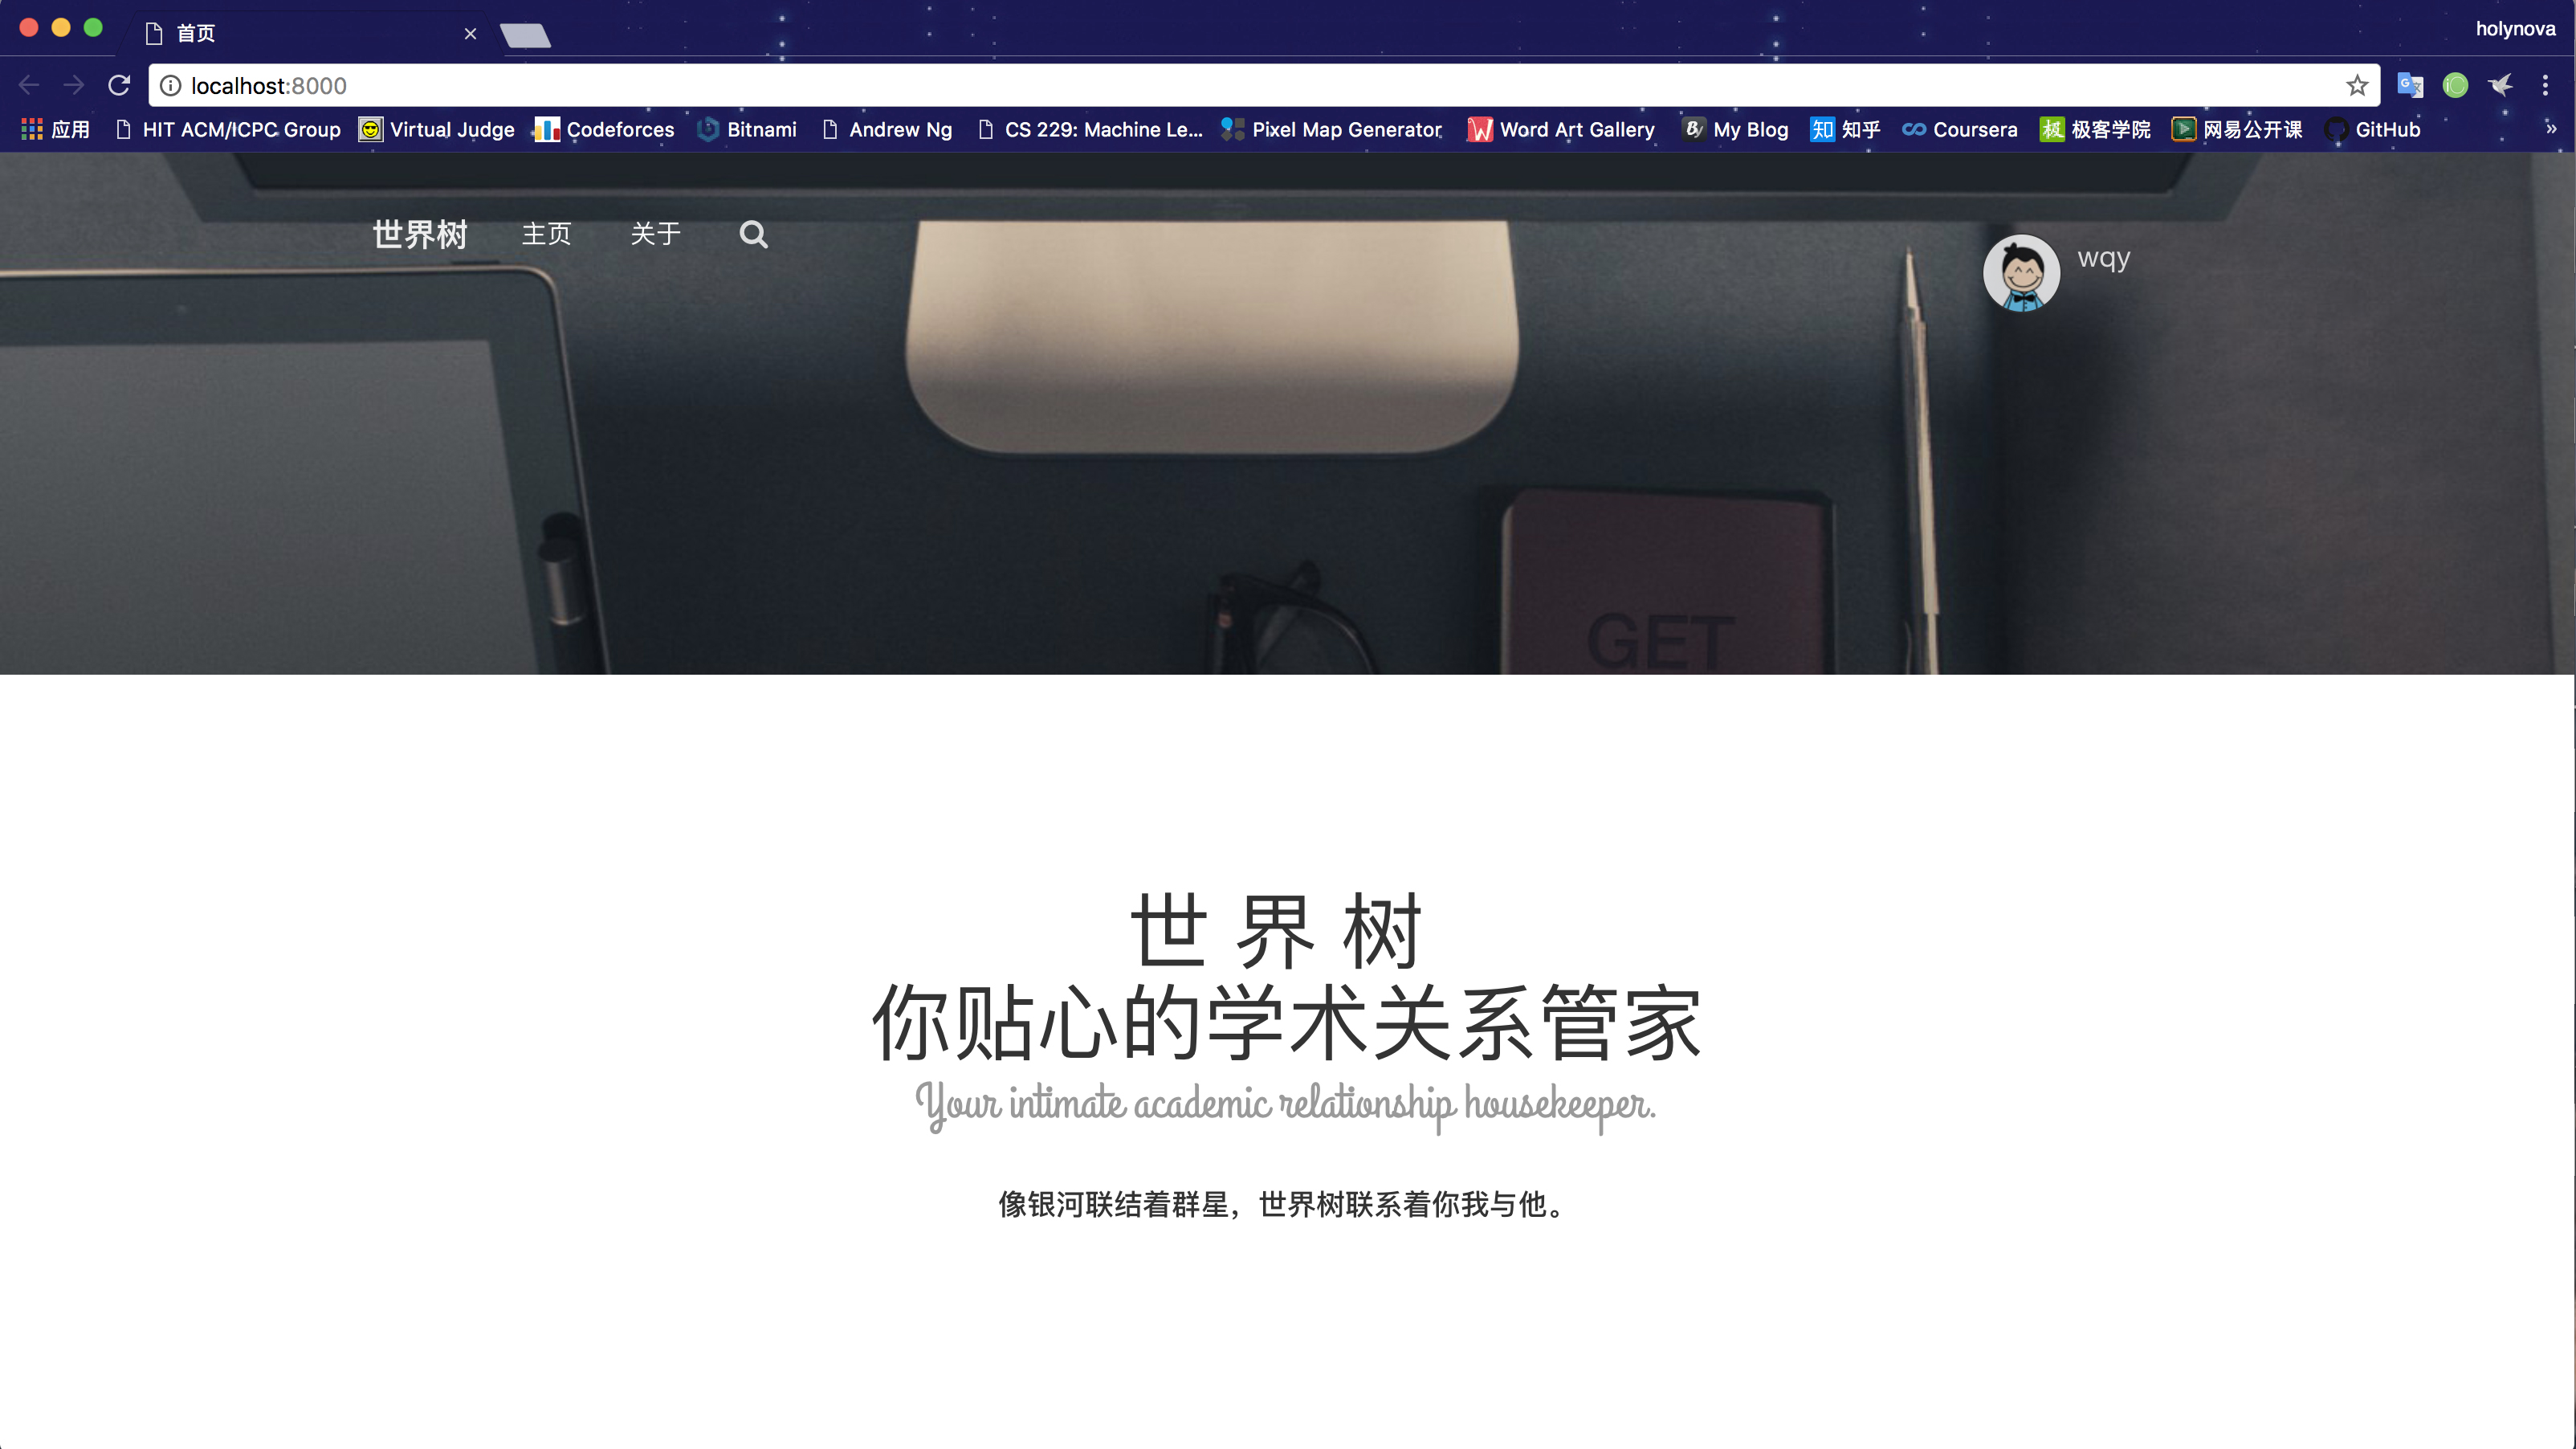 首页
holynova
localhost:8000
应用 HIT ACM/ICPC Group Virtual Judge Codeforces Bitnami Andrew Ng CS 229: Machine Le... Pixel Map Generator Word Art Gallery By My Blog 知 知乎 Coursera 极 极客学院 网易公开课 GitHub »
世界树 主页 关于
wqy
GET
世 界 树
你贴心的学术关系管家
Your intimate academic relationship housekeeper.
像银河联结着群星，世界树联系着你我与他。